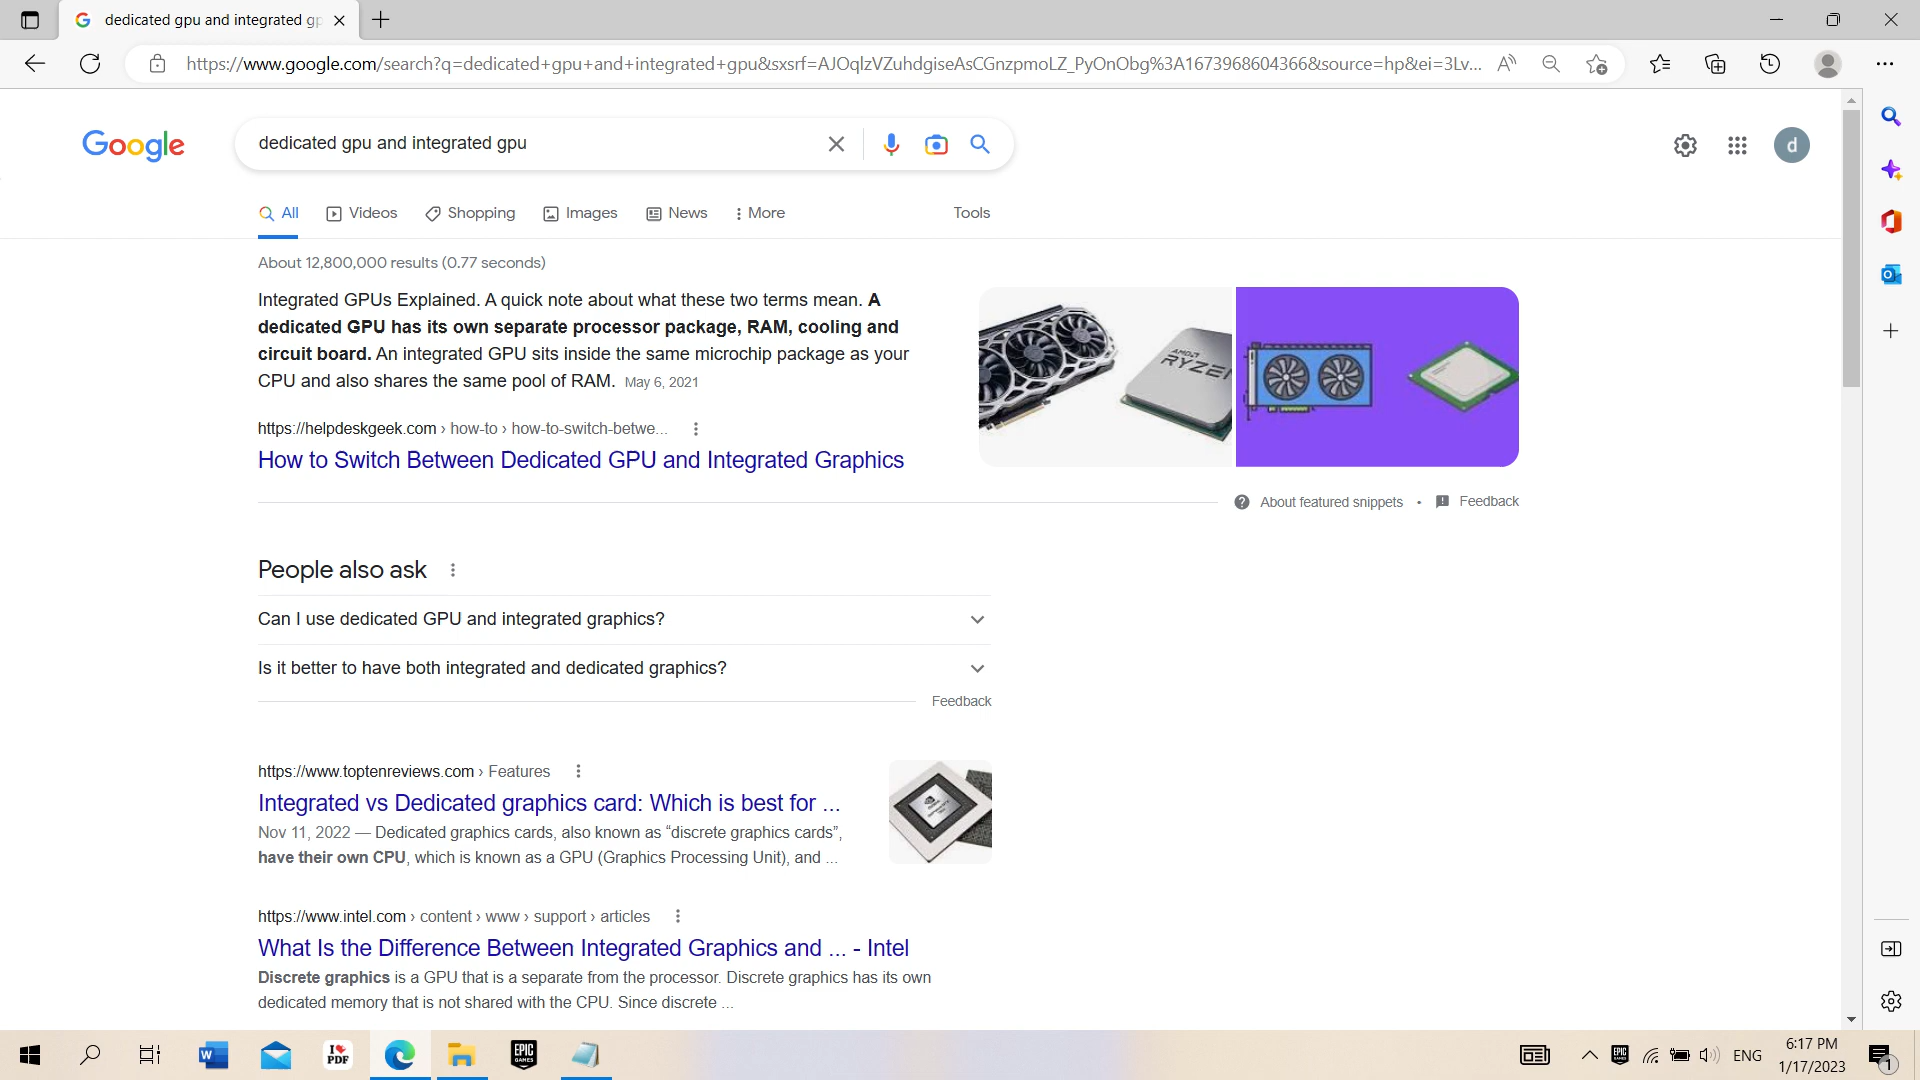 dedicated gpu and integrated gp
https://www.google.com/search?q=dedicated+gpu+and+integrated+gpu&sxsrf=AJOqlzVZuhdgiseAsCGnzpmoLZ_PyOnObg%3A1673968604366&source=hp&ei=3Lv...
Google
dedicated gpu and integrated gpu
d
All
Videos
Shopping
Images
News
More
Tools
About 12,800,000 results (0.77 seconds)
Integrated GPUs Explained. A quick note about what these two terms mean. A
dedicated GPU has its own separate processor package, RAM, cooling and
circuit board. An integrated GPU sits inside the same microchip package as your
CPU and also shares the same pool of RAM. May 6, 2021
AMD
RYZEN
https://helpdeskgeek.com › how-to › how-to-switch-betwe...
How to Switch Between Dedicated GPU and Integrated Graphics
About featured snippets • Feedback
People also ask
Can I use dedicated GPU and integrated graphics?
Is it better to have both integrated and dedicated graphics?
Feedback
https://www.toptenreviews.com › Features
Integrated vs Dedicated graphics card: Which is best for ...
Nov 11, 2022 — Dedicated graphics cards, also known as “discrete graphics cards”,
have their own CPU, which is known as a GPU (Graphics Processing Unit), and ...
https://www.intel.com › content › www › support › articles
What Is the Difference Between Integrated Graphics and ... - Intel
Discrete graphics is a GPU that is a separate from the processor. Discrete graphics has its own
dedicated memory that is not shared with the CPU. Since discrete ...
W
I
PDF
EPIC
GAMES
EPIC
ENG
6:17 PM
1/17/2023
1